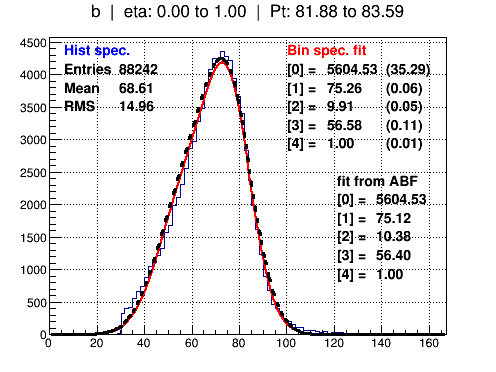 b | eta: 0.00 to 1.00 | Pt: 81.88 to 83.59
Hist spec.
Entries 88242
Mean 68.61
RMS 14.96
Bin spec. fit
[0] = 5604.53 (35.29)
[1] = 75.26 (0.06)
[2] = 9.91 (0.05)
[3] = 56.58 (0.11)
[4] = 1.00 (0.01)
fit from ABF
[0] = 5604.53
[1] = 75.12
[2] = 10.38
[3] = 56.40
[4] = 1.00
4500
4000
3500
3000
2500
2000
1500
1000
500
0
0 20 40 60 80 100 120 140 160